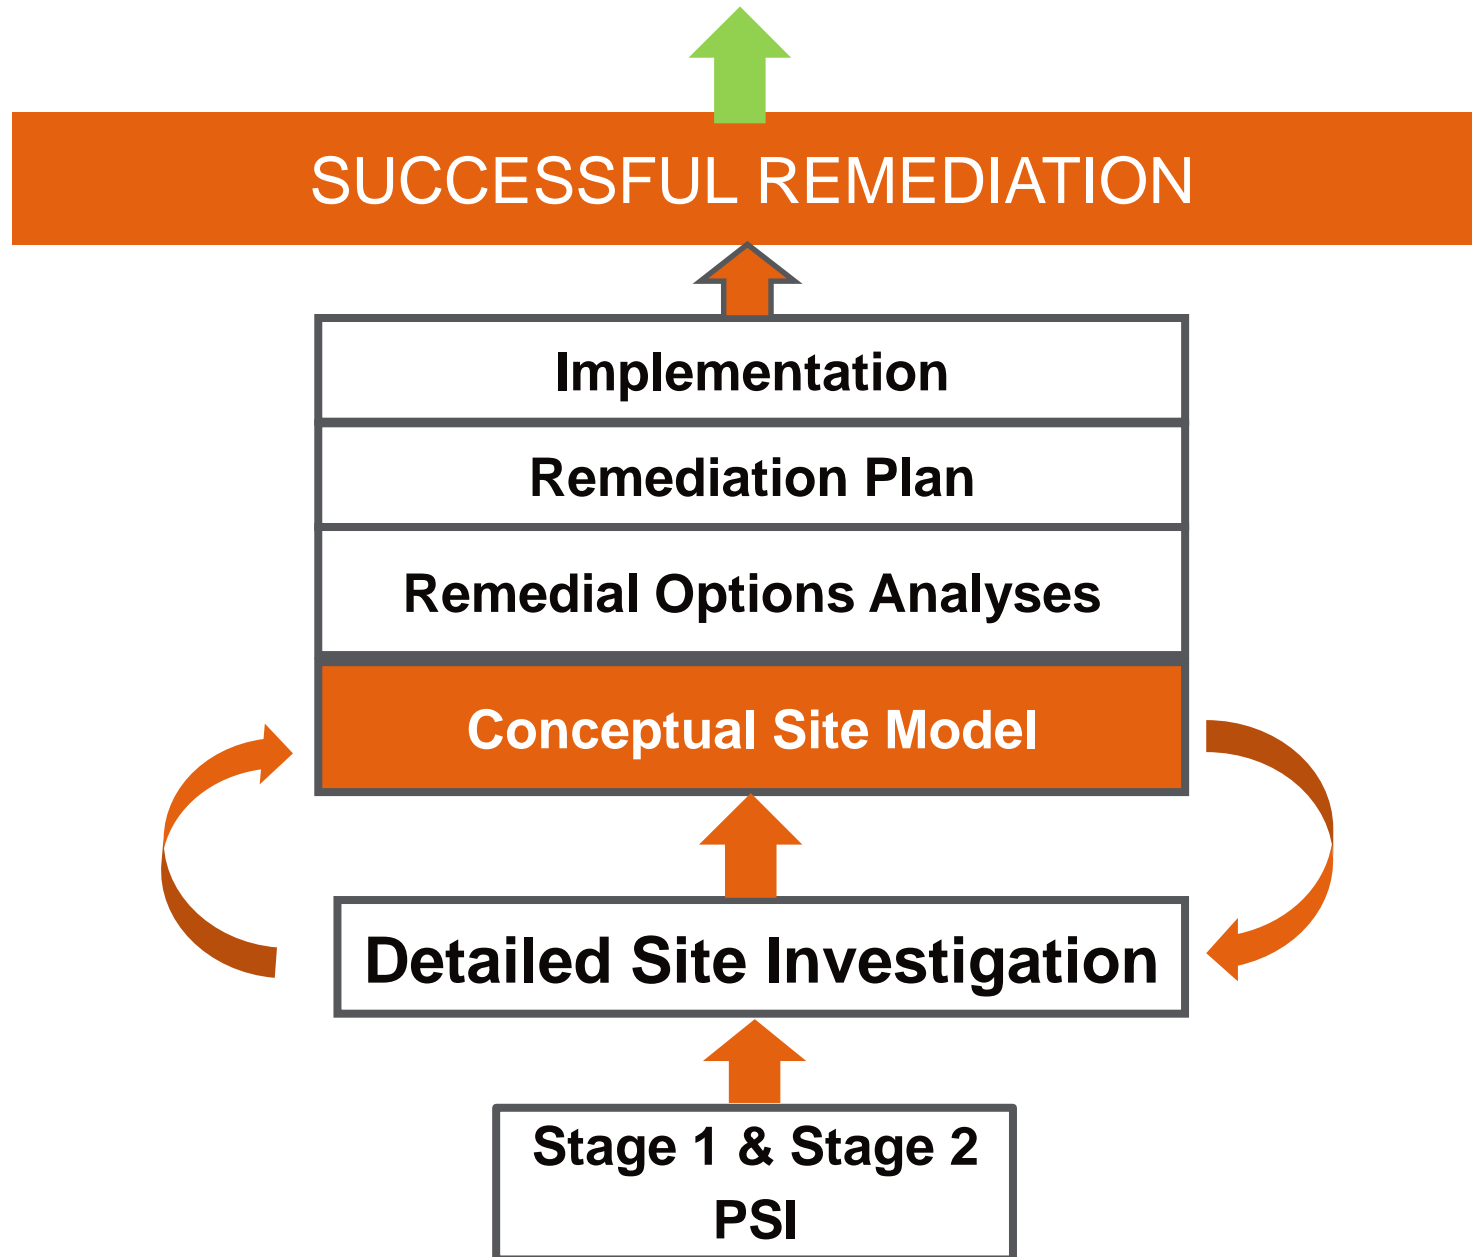 SUCCESSFUL REMEDIATION
Implementation
Remediation Plan
Remedial Options Analyses
Conceptual Site Model
Detailed Site Investigation
Stage 1 & Stage 2
PSI